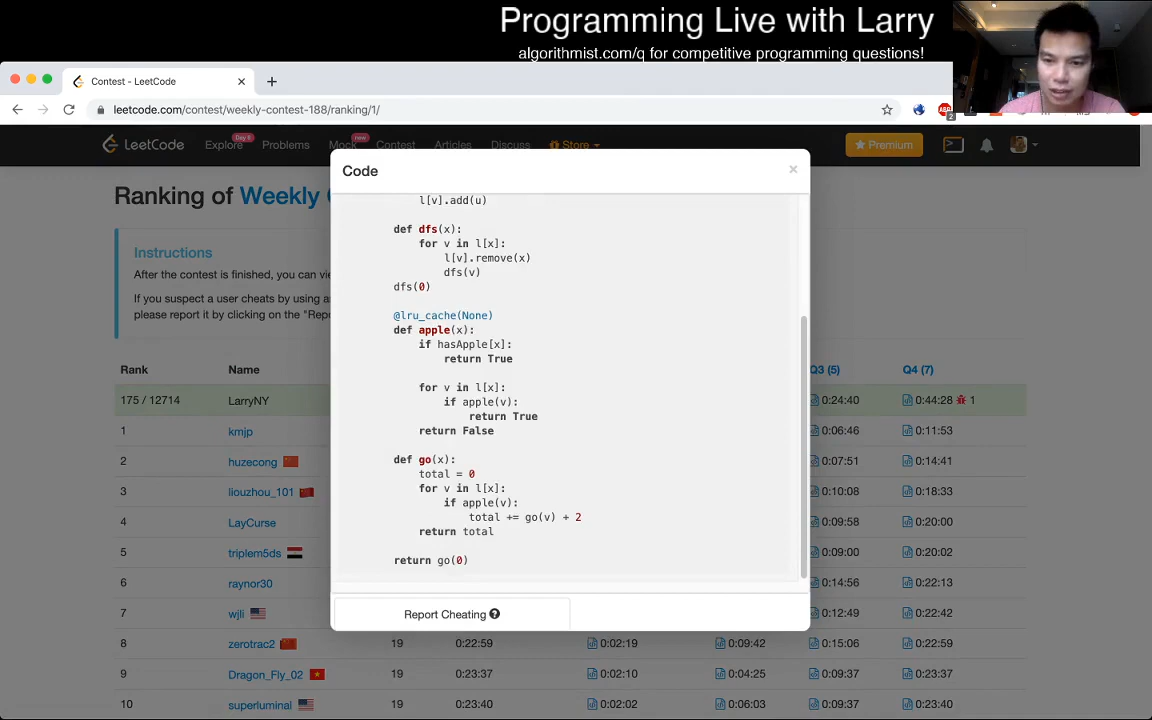 Programming Live with Larry
algorithmist.com/q for competitive programming questions!
Contest - LeetCode
leetcode.com/contest/weekly-contest-188/ranking/1/
ABP
2
LeetCode
Explore
Day 6
Problems
Mock
new
Contest
Articles
Discuss
Store
Premium
Ranking of Weekly
Instructions
After the contest is finished, you can vi
If you suspect a user cheats by using a
please report it by clicking on the "Repo
Code
×
l[v].add(u)
def dfs(x):
for v in l[x]:
l[v].remove(x)
dfs(v)
dfs(0)
@lru_cache(None)
def apple(x):
if hasApple[x]:
return True
for v in l[x]:
if apple(v):
return True
return False
def go(x):
total = 0
for v in l[x]:
if apple(v):
total += go(v) + 2
return total
return go(0)
Report Cheating ?
Rank Name Q3 (5) Q4 (7)
175 / 12714 LarryNY 0:24:40 0:44:28 1
1 kmjp 0:06:46 0:11:53
2 huzecong 0:07:51 0:14:41
3 liouzhou_101 0:10:08 0:18:33
4 LayCurse 0:09:58 0:20:00
5 triplem5ds 0:09:00 0:20:02
6 raynor30 0:14:56 0:22:13
7 wjli 0:12:49 0:22:42
8 zerotrac2 19 0:22:59 0:02:19 0:09:42 0:15:06 0:22:59
9 Dragon_Fly_02 19 0:23:37 0:02:10 0:04:25 0:09:37 0:23:37
10 superluminal 19 0:23:40 0:02:02 0:06:03 0:09:37 0:23:40